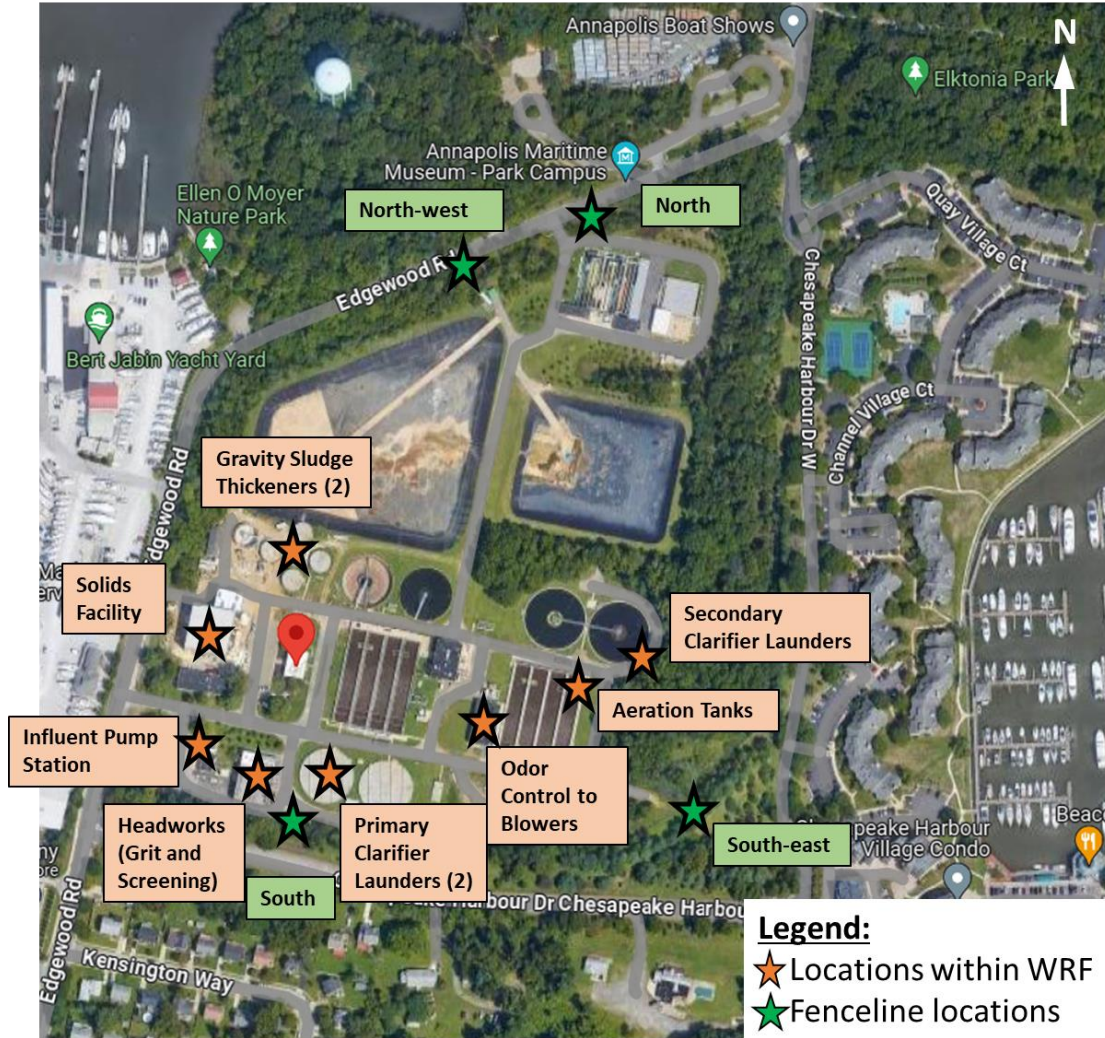 Annapolis Boat Shows
N
Elktonia Park
Annapolis Maritime
Museum - Park Campus
Ellen O Moyer
Nature Park
North-west
North
Edgewood Rd
Quay Village Ct
Chesapeake Harbour Dr W
Bert Jabin Yacht Yard
Channel Village Ct
Gravity Sludge
Thickeners (2)
Edgewood Rd
Solids
Facility
Secondary
Clarifier Launders
Aeration Tanks
Influent Pump
Station
Odor
Control to
Blowers
Headworks
(Grit and
Screening)
Primary
Clarifier
Launders (2)
South-east
Harbour
Village Condo
South
Harbour Dr
Chesapeake Harbour
Edgewood Rd
Kensington Way
Legend:
Locations within WRF
Fenceline locations